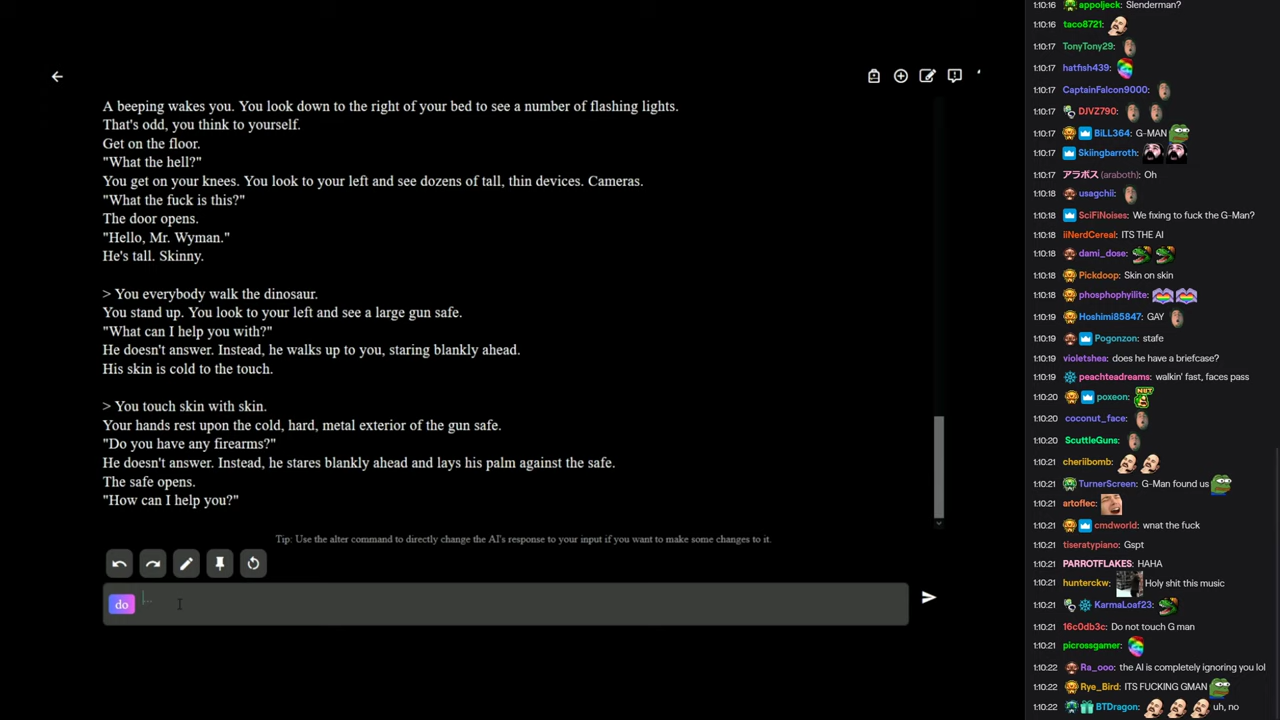 A beeping wakes you. You look down to the right of your bed to see a number of flashing lights.
That's odd, you think to yourself.
Get on the floor.
"What the hell?"
You get on your knees. You look to your left and see dozens of tall, thin devices. Cameras.
"What the fuck is this?"
The door opens.
"Hello, Mr. Wyman."
He's tall. Skinny.
> You everybody walk the dinosaur.
You stand up. You look to your left and see a large gun safe.
"What can I help you with?"
He doesn't answer. Instead, he walks up to you, staring blankly ahead.
His skin is cold to the touch.
> You touch skin with skin.
Your hands rest upon the cold, hard, metal exterior of the gun safe.
"Do you have any firearms?"
He doesn't answer. Instead, he stares blankly ahead and lays his palm against the safe.
The safe opens.
"How can I help you?"
Tip: Use the alter command to directly change the AI's response to your input if you want to make some changes to it.
do
1:10:16 appoljeck: Slenderman?
1:10:16 taco8721:
1:10:17 TonyTony29:
1:10:17 hatfish439:
1:10:17 CaptainFalcon9000:
1:10:17 DJVZ790:
1:10:17 BiLL364: G-MAN
1:10:17 Skiingbarroth:
1:10:17 アラボス (araboth): Oh
1:10:18 usagchii:
1:10:18 SciFiNoises: We fixing to fuck the G-Man?
1:10:18 iiNerdCereal: ITS THE AI
1:10:18 dami_dose:
1:10:18 Pickdoop: Skin on skin
1:10:18 phosphophyilite:
1:10:19 Hoshimi85847: GAY
1:10:19 Pogonzon: stafe
1:10:19 violetshea: does he have a briefcase?
1:10:19 peachteadreams: walkin' fast, faces pass
1:10:20 poxeon:
1:10:20 coconut_face:
1:10:20 ScuttleGuns:
1:10:21 cheriibomb:
1:10:21 TurnerScreen: G-Man found us
1:10:21 artoflec:
1:10:21 cmdworld: wnat the fuck
1:10:21 tiseratypiano: Gspt
1:10:21 PARROTFLAKES: HAHA
1:10:21 hunterckw: Holy shit this music
1:10:21 KarmaLoaf23:
1:10:21 16c0db3c: Do not touch G man
1:10:21 picrossgamer:
1:10:22 Ra_ooo: the AI is completely ignoring you lol
1:10:22 Rye_Bird: ITS FUCKING GMAN
1:10:22 BTDragon: uh, no